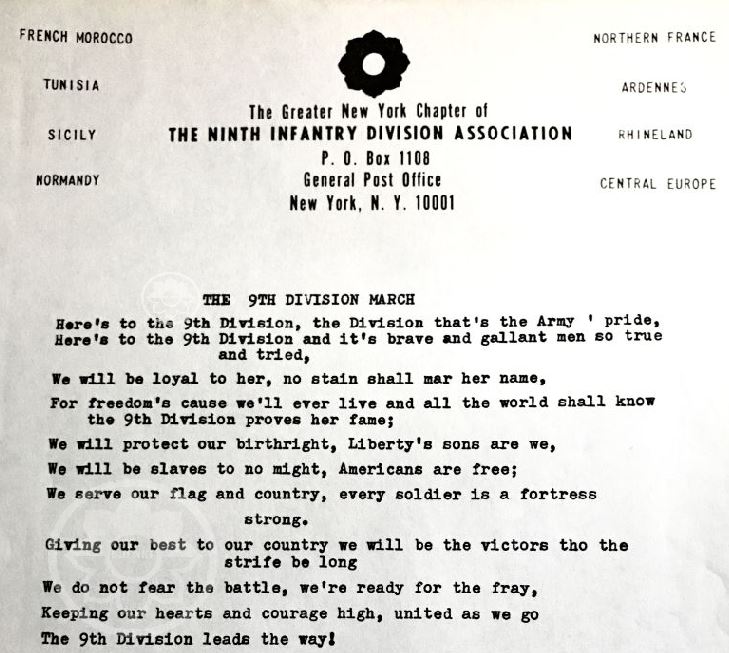 FRENCH MOROCCO
TUNISIA
SICILY
NORMANDY
The Greater New York Chapter of
THE NINTH INFANTRY DIVISION ASSOCIATION
P. O. Box 1108
General Post Office
New York, N. Y. 10001
NORTHERN FRANCE
ARDENNES
RHINELAND
CENTRAL EUROPE
THE 9TH DIVISION MARCH
Here's to the 9th Division, the Division that's the Army ' pride,
Here's to the 9th Division and it's brave and gallant men so true
and tried,
We will be loyal to her, no stain shall mar her name,
For freedom's cause we'll ever live and all the world shall know
the 9th Division proves her fame;
We will protect our birthright, Liberty's sons are we,
We will be slaves to no might, Americans are free;
We serve our flag and country, every soldier is a fortress
strong.
Giving our best to our country we will be the victors tho the
strife be long
We do not fear the battle, we're ready for the fray,
Keeping our hearts and courage high, united as we go
The 9th Division leads the way!